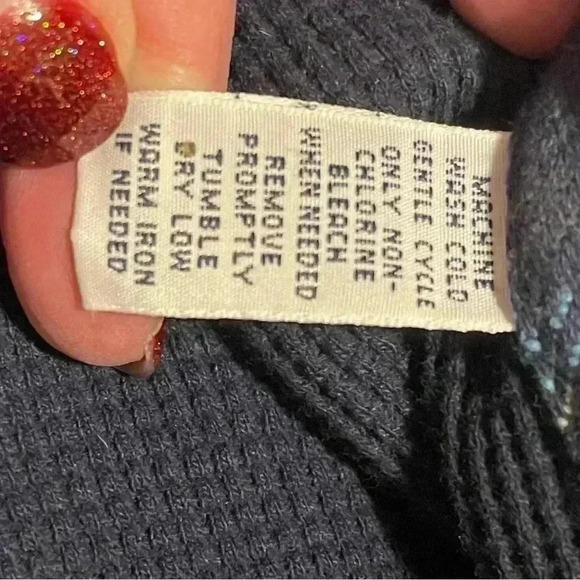 MACHINE
WASH COLD
GENTLE CYCLE
ONLY NON-
CHLORINE
BLEACH
WHEN NEEDED
REMOVE
PROMPTLY
TUMBLE
DRY LOW
WARM IRON
IF NEEDED